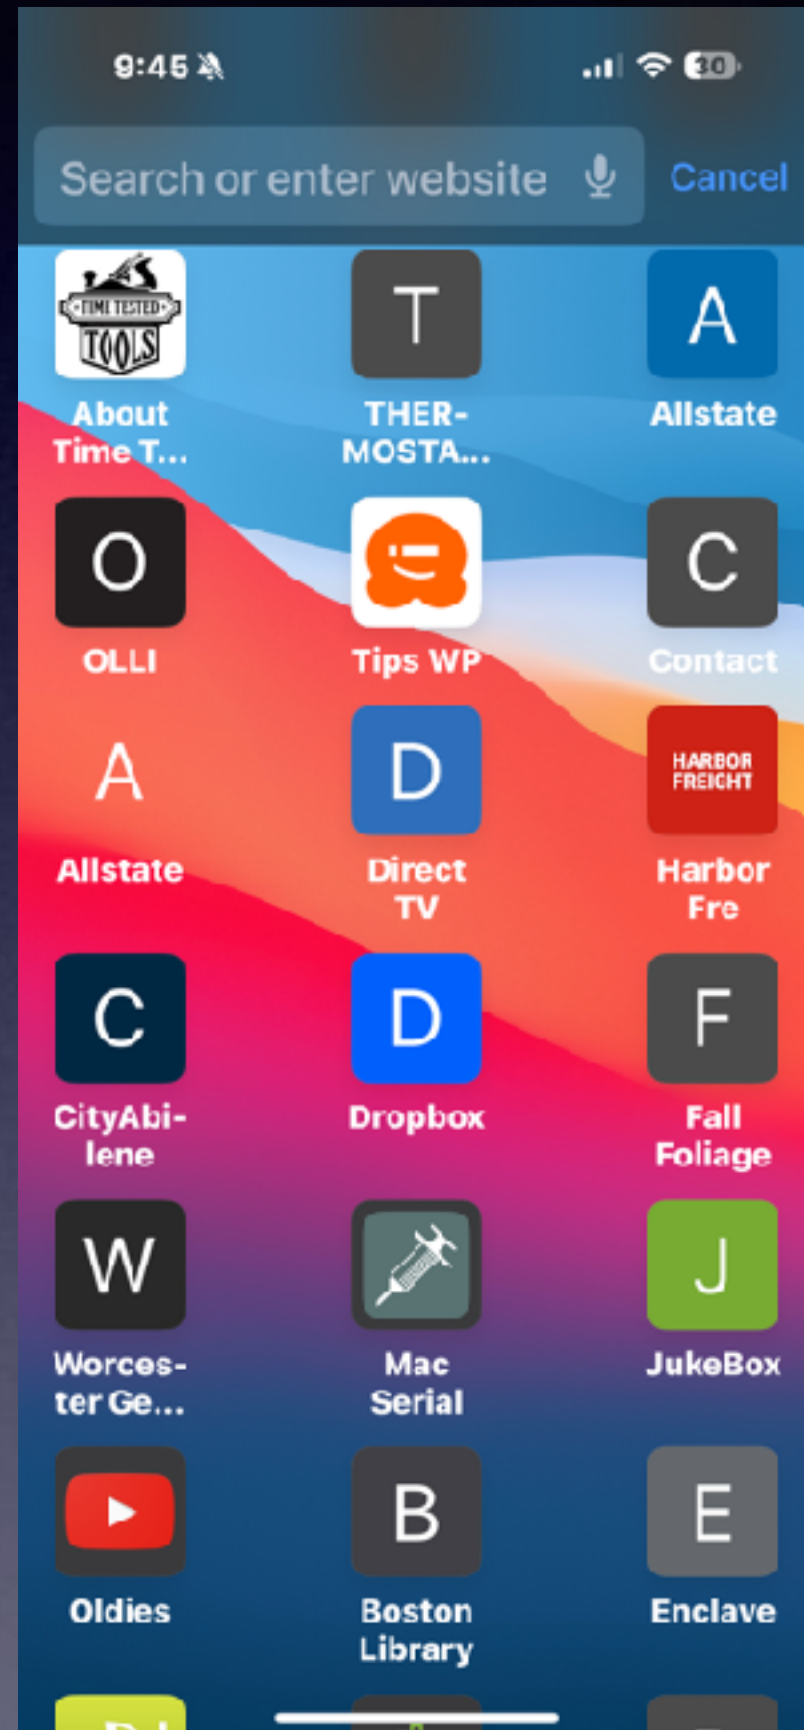 9:45
30
Search or enter website
Cancel
TIME TESTED
TOOLS
T
A
About
Time T...
THER-
MOSTA...
Allstate
O
C
OLLI
Tips WP
Contact
A
D
HARBOR
FREIGHT
Allstate
Direct
TV
Harbor
Fre
C
D
F
CityAbi-
lene
Dropbox
Fall
Foliage
W
J
Worces-
ter Ge...
Mac
Serial
JukeBox
B
E
Oldies
Boston
Library
Enclave